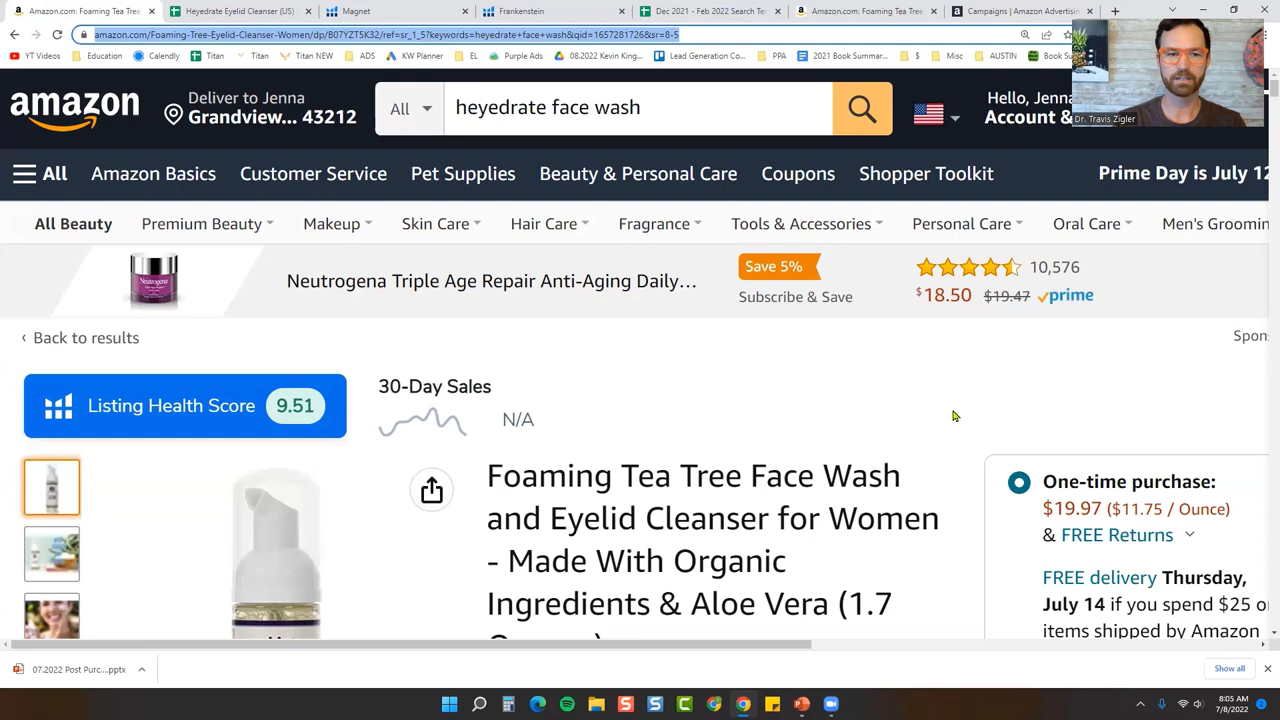 amazon.com: Foaming Tea Tree F
Heyedrate Eyelid Cleanser (US)
Magnet
Frankenstein
Dec 2021 - Feb 2022 Search Ter
amazon.com: Foaming Tea Tree F
Campaigns | Amazon Advertisi
amazon.com/Foaming-Tree-Eyelid-Cleanser-Women/dp/B07YZT5K32/ref=sr_1_5?keywords=heyedrate+face+wash&qid=1657281726&sr=8-5
YT Videos
Education
Calendly
Titan
Titan NEW
ADS
KW Planner
EL
Purple Ads
08.2022 Kevin King...
Lead Generation Co...
PPA
2021 Book Summar...
$
Misc
AUSTIN
Book Sum
Dr. Travis Zigler
amazon
Deliver to Jenna
Grandview... 43212
All
heyedrate face wash
Hello, Jenna
Account &
All
Amazon Basics
Customer Service
Pet Supplies
Beauty & Personal Care
Coupons
Shopper Toolkit
Prime Day is July 12
All Beauty
Premium Beauty
Makeup
Skin Care
Hair Care
Fragrance
Tools & Accessories
Personal Care
Oral Care
Men's Groomin
Neutrogena Triple Age Repair Anti-Aging Daily...
Save 5%
Subscribe & Save
10,576
$18.50 $19.47 prime
‹ Back to results
Spons
Listing Health Score 9.51
30-Day Sales
N/A
Foaming Tea Tree Face Wash
and Eyelid Cleanser for Women
- Made With Organic
Ingredients & Aloe Vera (1.7
One-time purchase:
$19.97 ($11.75 / Ounce)
& FREE Returns
FREE delivery Thursday,
July 14 if you spend $25 o
items shipped by Amazon
07.2022 Post Purc....pptx
Show all
8:05 AM
7/8/2022